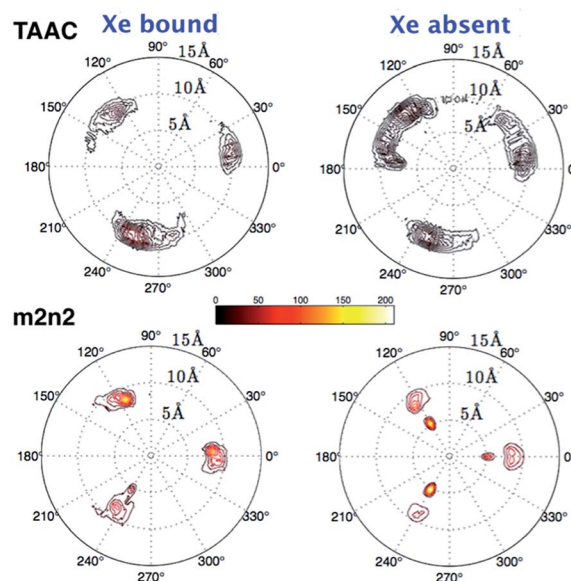 Xe bound Xe absent
TAAC
90° 15Å 90° 15Å
120° 60° 120° 60°
10Å 10Å
150° 30° 150° 30°
5Å 5Å
180° 0° 180° 0°
210° 330° 210° 330°
240° 300° 240° 300°
270° 270°
0 50 100 150 200
m2n2
90° 15Å 90° 15Å
120° 60° 120° 60°
10Å 10Å
150° 30° 150° 30°
5Å 5Å
180° 0° 180° 0°
210° 330° 210° 330°
240° 300° 240° 300°
270° 270°